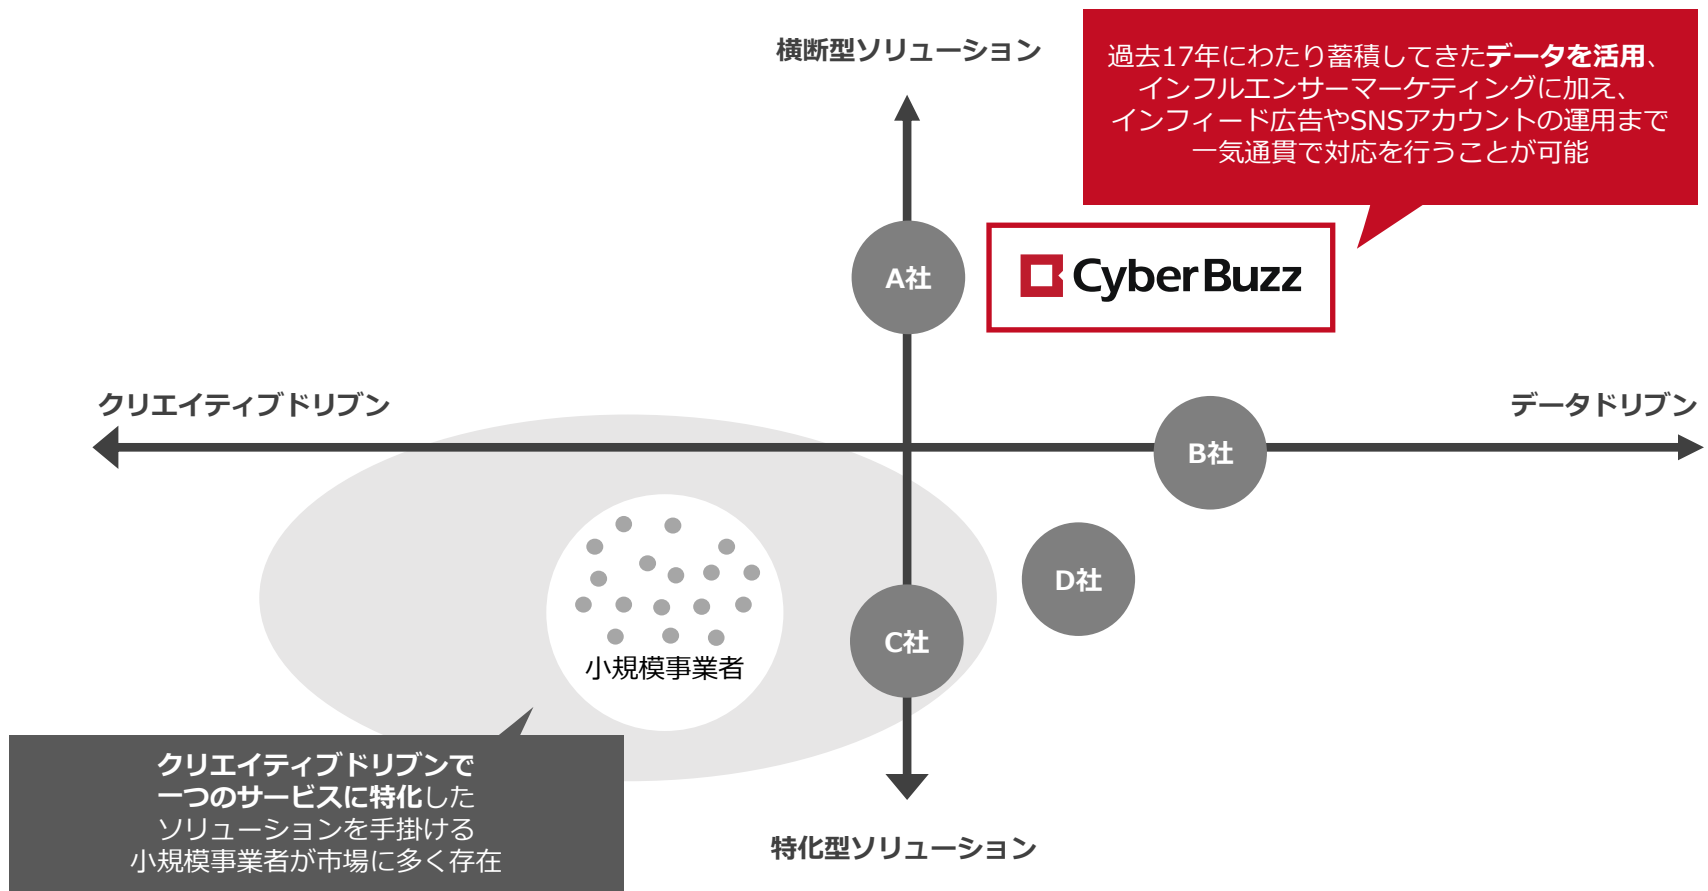 横断型ソリューション
過去17年にわたり蓄積してきたデータを活用、
インフルエンサーマーケティングに加え、
インフィード広告やSNSアカウントの運用まで
一気通貫で対応を行うことが可能
A社
CyberBuzz
クリエイティブドリブン
データドリブン
B社
D社
C社
小規模事業者
クリエイティブドリブンで
一つのサービスに特化した
ソリューションを手掛ける
小規模事業者が市場に多く存在
特化型ソリューション